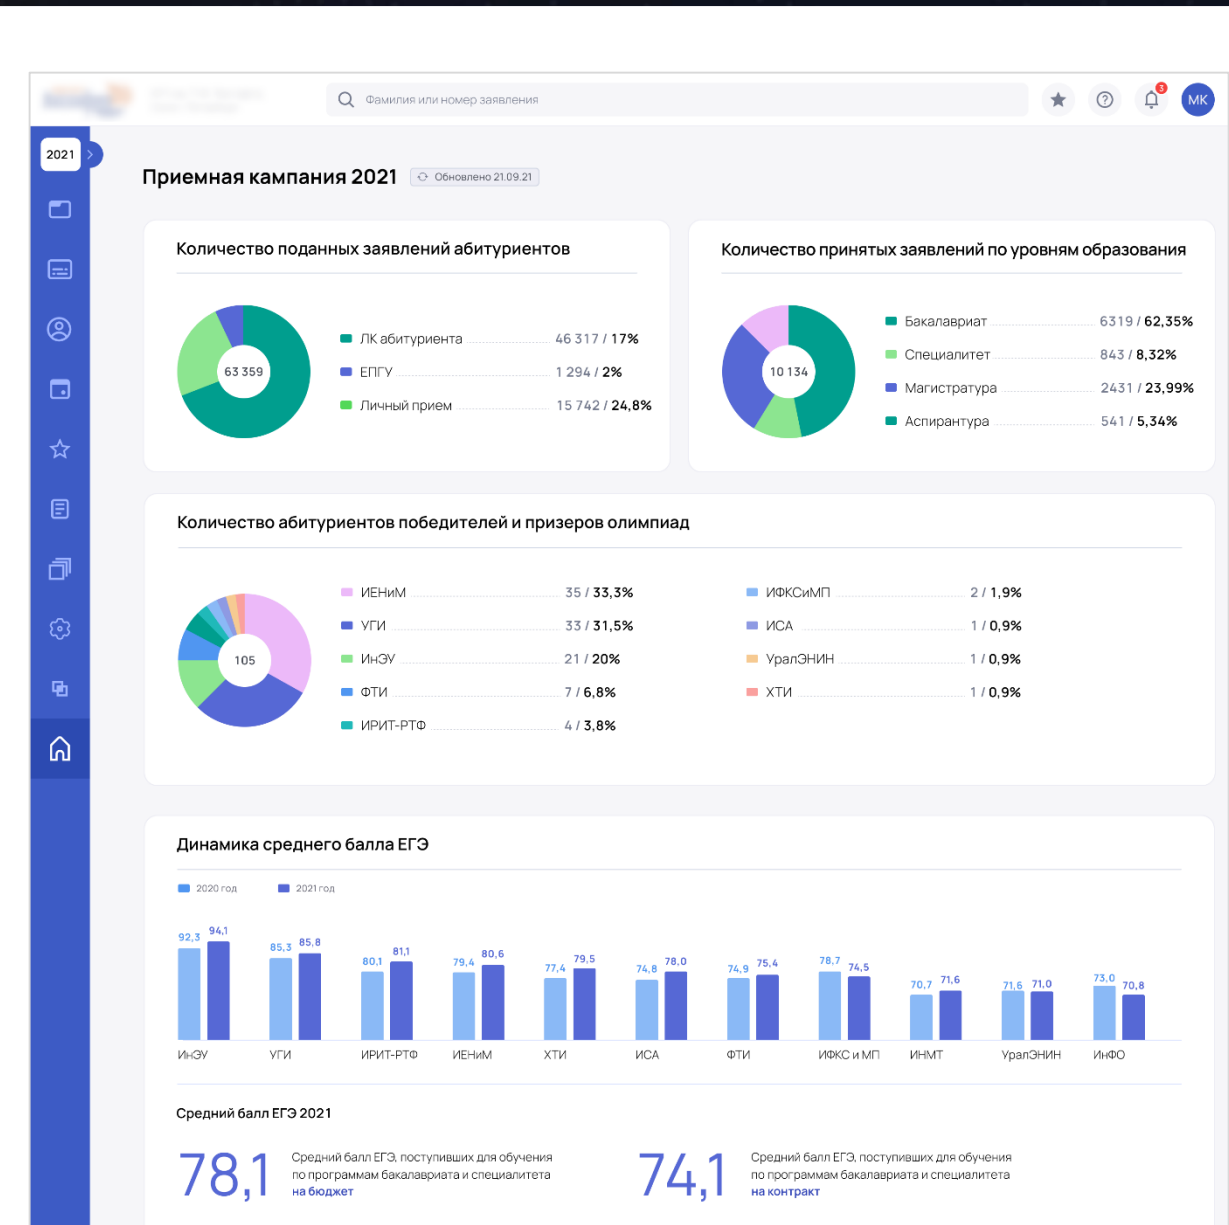 Фамилия или номер заявления
3
МК
2021
Приемная кампания 2021
Обновлено 21.09.21
Количество поданных заявлений абитуриентов
63 359
ЛК абитуриента 46 317 / 17%
ЕПГУ 1 294 / 2%
Личный прием 15 742 / 24,8%
Количество принятых заявлений по уровням образования
10 134
Бакалавриат 6319 / 62,35%
Специалитет 843 / 8,32%
Магистратура 2431 / 23,99%
Аспирантура 541 / 5,34%
Количество абитуриентов победителей и призеров олимпиад
105
ИЕНиМ 35 / 33,3%
УГИ 33 / 31,5%
ИнЭУ 21 / 20%
ФТИ 7 / 6,8%
ИРИТ-РТФ 4 / 3,8%
ИФКСиМП 2 / 1,9%
ИСА 1 / 0,9%
УралЭНИН 1 / 0,9%
ХТИ 1 / 0,9%
Динамика среднего балла ЕГЭ
2020 год 2021 год
92,3 94,1 85,3 85,8 80,1 81,1 79,4 80,6 77,4 79,5 74,8 78,0 74,9 75,4 78,7 74,5 70,7 71,6 71,6 71,0 73,0 70,8
ИнЭУ УГИ ИРИТ-РТФ ИЕНиМ ХТИ ИСА ФТИ ИФКС и МП ИНМТ УралЭНИН ИнФО
Средний балл ЕГЭ 2021
78,1
Средний балл ЕГЭ, поступивших для обучения
по программам бакалавриата и специалитета
на бюджет
74,1
Средний балл ЕГЭ, поступивших для обучения
по программам бакалавриата и специалитета
на контракт